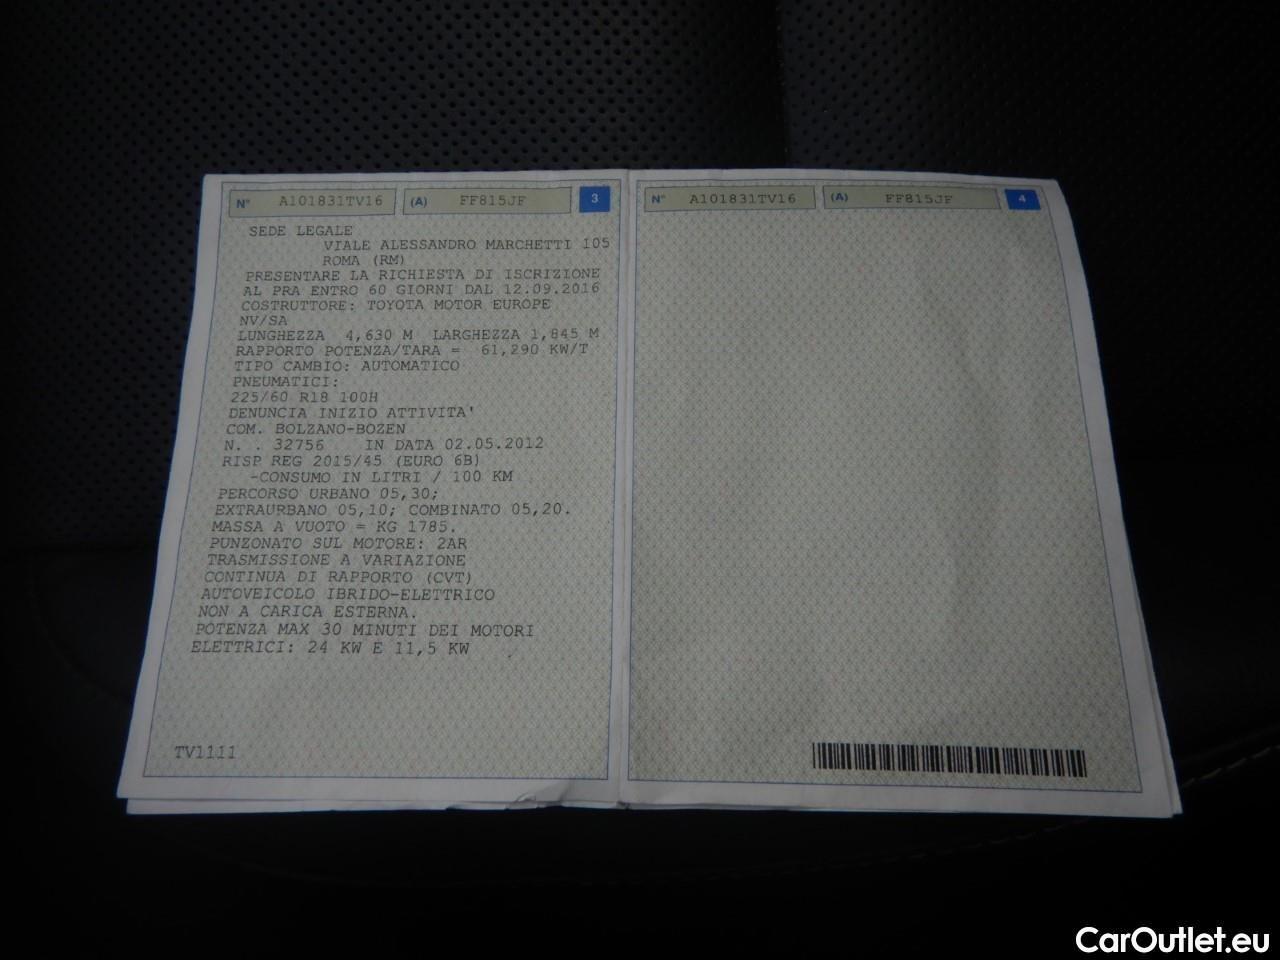 N° A101831TV16 (A) FF815JF 3
SEDE LEGALE
VIALE ALESSANDRO MARCHETTI 105
ROMA (RM)
PRESENTARE LA RICHIESTA DI ISCRIZIONE
AL PRA ENTRO 60 GIORNI DAL 12.09.2016
COSTRUTTORE: TOYOTA MOTOR EUROPE
NV/SA
LUNGHEZZA 4,630 M LARGHEZZA 1,845 M
RAPPORTO POTENZA/TARA = 61,290 KW/T
TIPO CAMBIO: AUTOMATICO
PNEUMATICI:
225/60 R18 100H
DENUNCIA INIZIO ATTIVITA'
COM. BOLZANO-BOZEN
N. . 32756 IN DATA 02.05.2012
RISP REG 2015/45 (EURO 6B)
-CONSUMO IN LITRI / 100 KM
PERCORSO URBANO 05,30;
EXTRAURBANO 05,10; COMBINATO 05,20.
MASSA A VUOTO = KG 1785.
PUNZONATO SUL MOTORE: 2AR
TRASMISSIONE A VARIAZIONE
CONTINUA DI RAPPORTO (CVT)
AUTOVEICOLO IBRIDO-ELETTRICO
NON A CARICA ESTERNA.
POTENZA MAX 30 MINUTI DEI MOTORI
ELETTRICI: 24 KW E 11,5 KW
TV1111
N° A101831TV16 (A) FF815JF 4
CarOutlet.eu